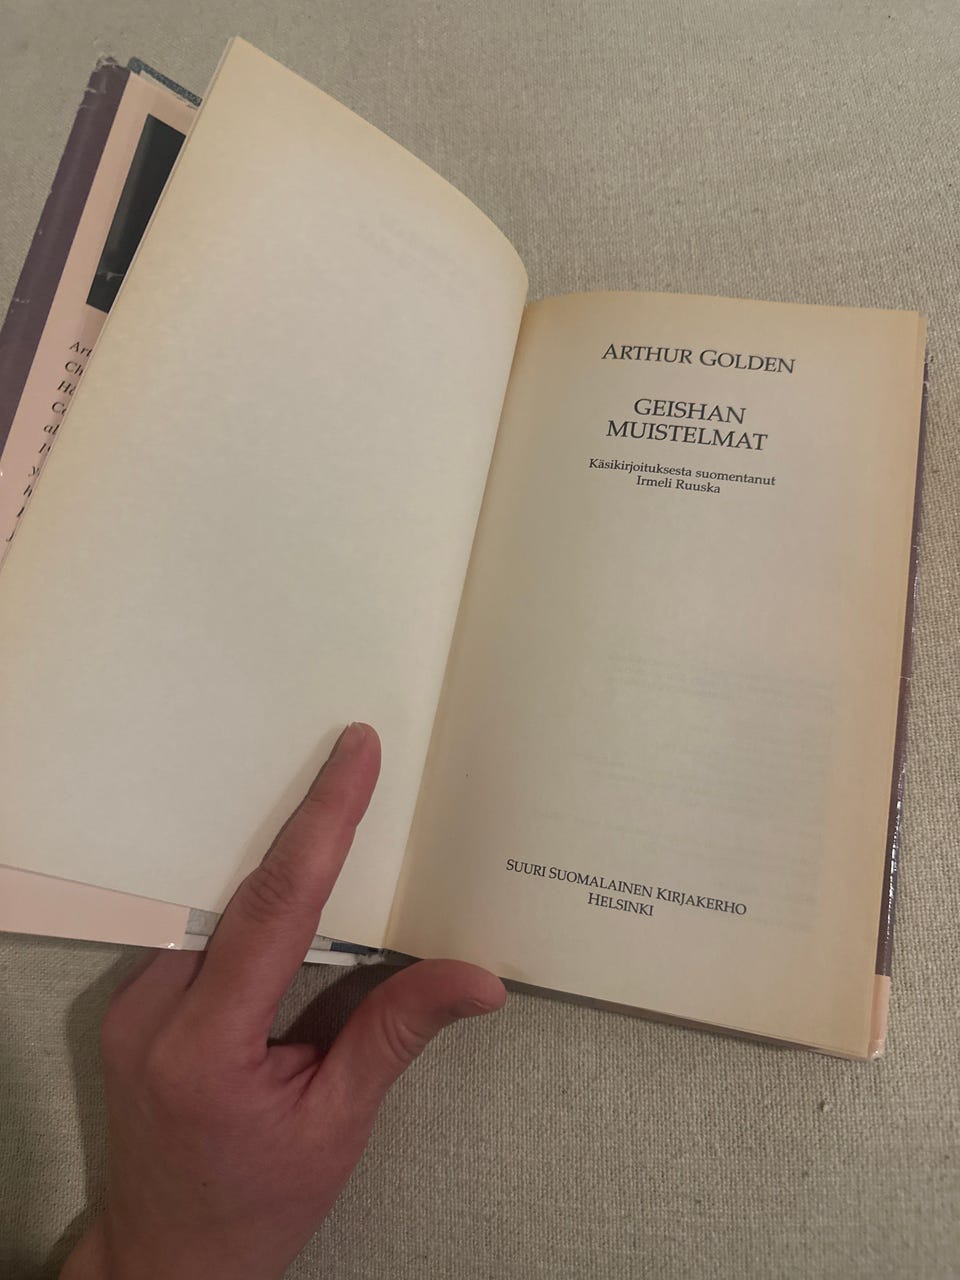 ARTHUR GOLDEN
GEISHAN
MUISTELMAT
Käsikirjoituksesta suomentanut
Irmeli Ruuska
SUURI SUOMALAINEN KIRJAKERHO
HELSINKI